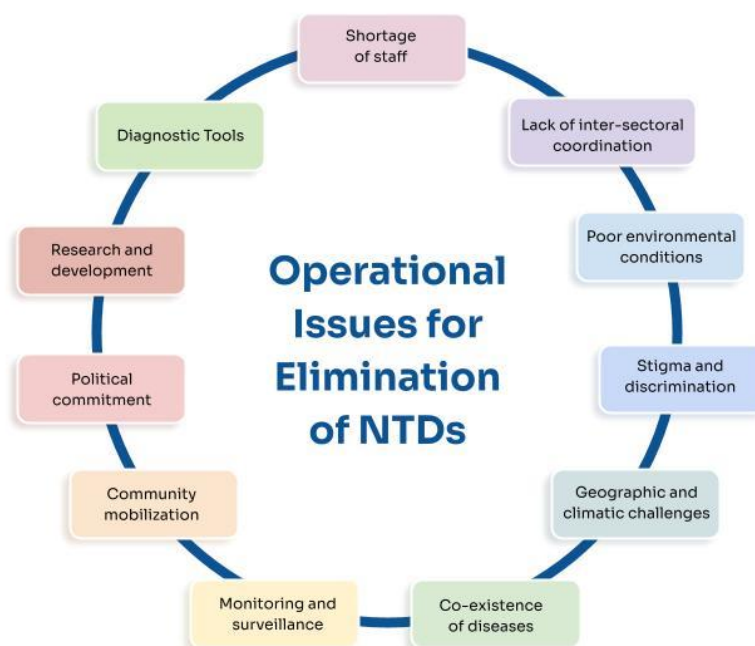 Shortage
of staff
Lack of inter-sectoral
coordination
Poor environmental
conditions
Stigma and
discrimination
Geographic and
climatic challenges
Co-existence
of diseases
Monitoring and
surveillance
Community
mobilization
Political
commitment
Research and
development
Diagnostic Tools
Operational
Issues for
Elimination
of NTDs